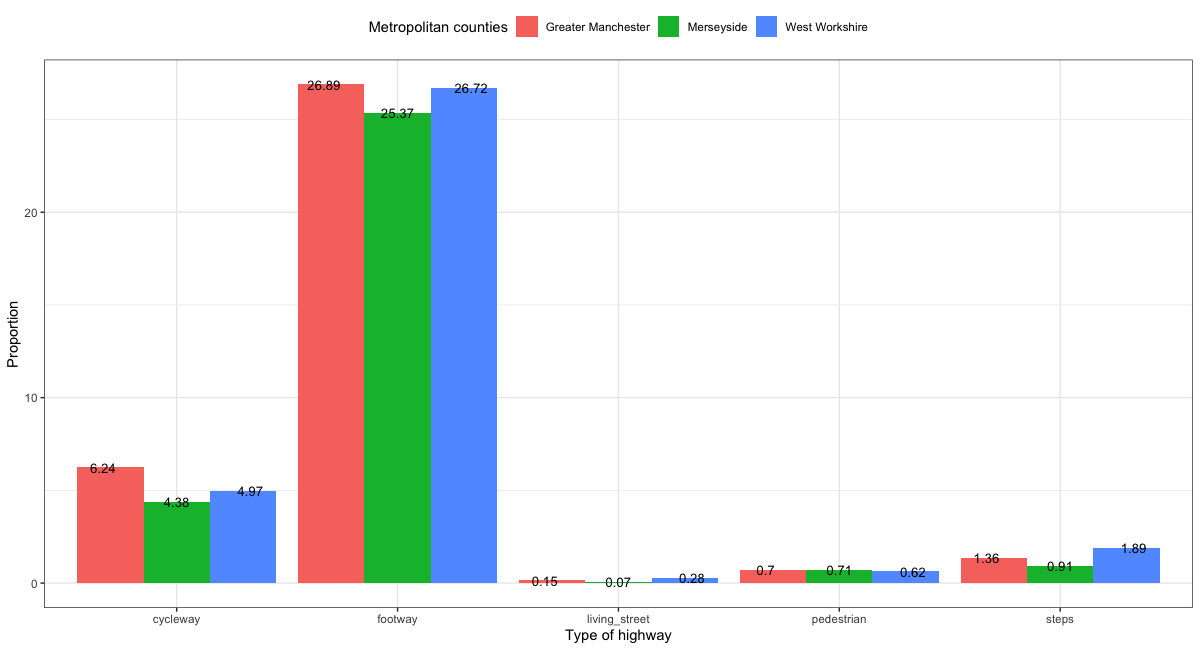 Metropolitan counties Greater Manchester Merseyside West Workshire
Proportion
20
10
0
26.89 25.37 26.72
6.24 4.38 4.97
0.15 0.07 0.28
0.7 0.71 0.62
1.36 0.91 1.89
cycleway footway living_street pedestrian steps
Type of highway